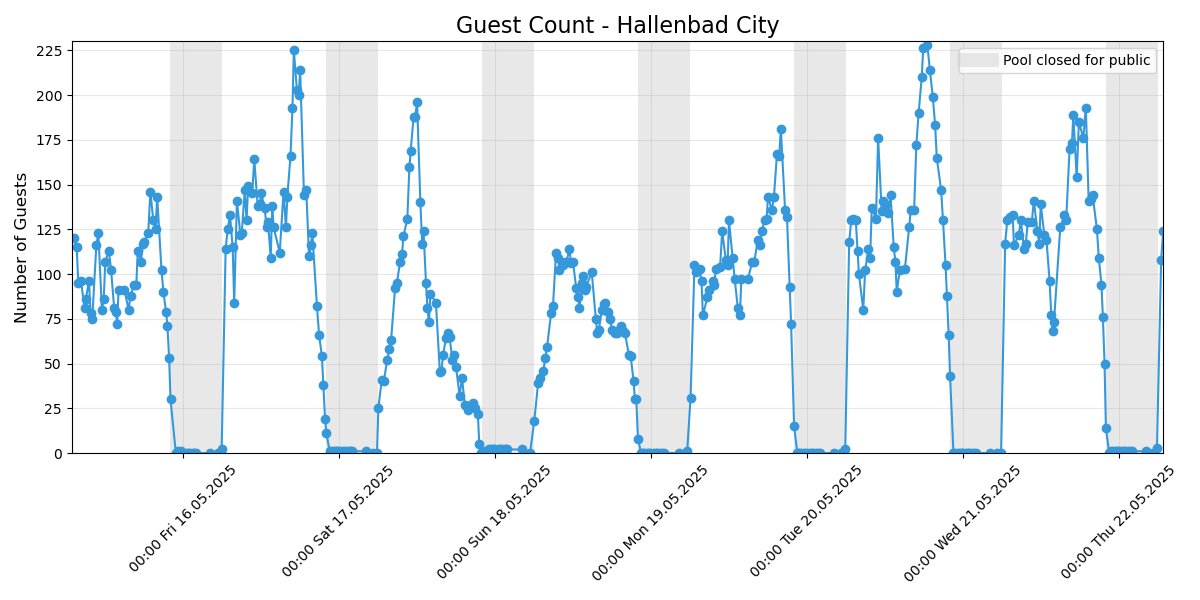 Guest Count - Hallenbad City
Number of Guests
225
200
175
150
125
100
75
50
25
0
Pool closed for public
00:00 Fri 16.05.2025
00:00 Sat 17.05.2025
00:00 Sun 18.05.2025
00:00 Mon 19.05.2025
00:00 Tue 20.05.2025
00:00 Wed 21.05.2025
00:00 Thu 22.05.2025